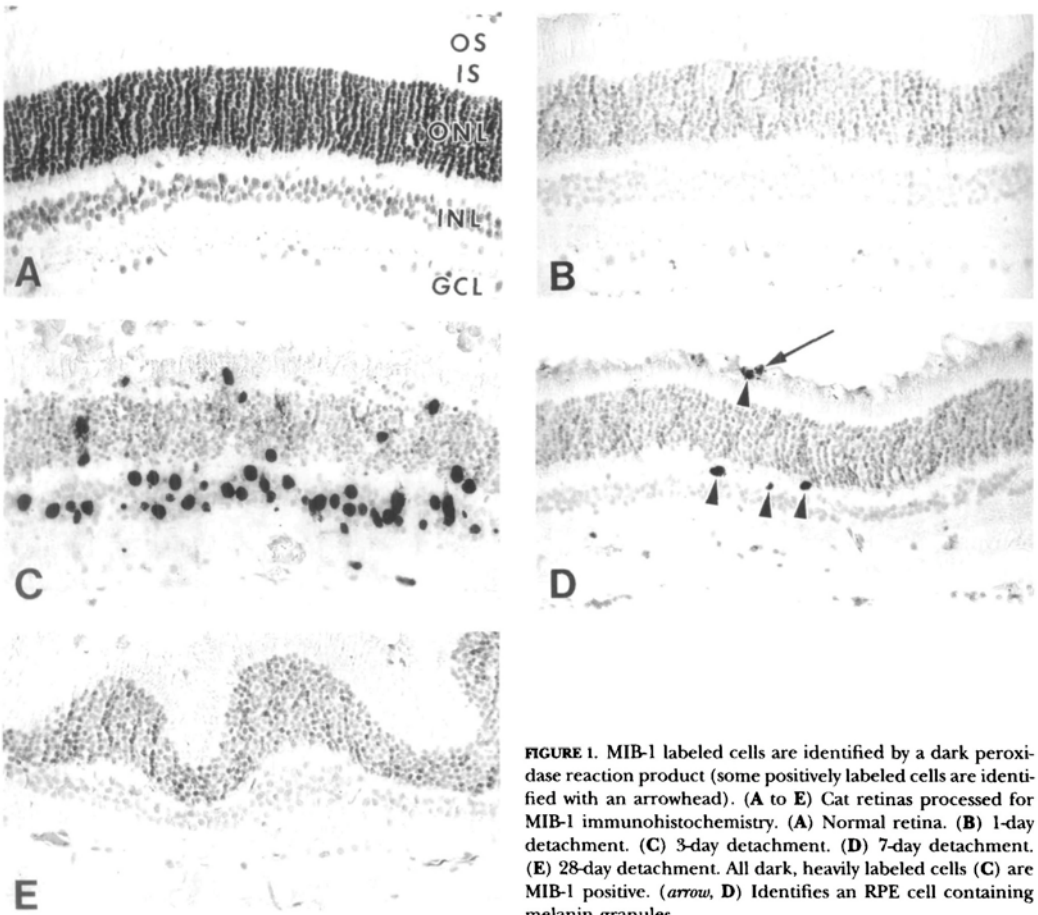 OS
IS
ONL
INL
GCL
A
B
C
D
E
FIGURE 1. MIB-1 labeled cells are identified by a dark peroxi-
dase reaction product (some positively labeled cells are identi-
fied with an arrowhead). (A to E) Cat retinas processed for
MIB-1 immunohistochemistry. (A) Normal retina. (B) 1-day
detachment. (C) 3-day detachment. (D) 7-day detachment.
(E) 28-day detachment. All dark, heavily labeled cells (C) are
MIB-1 positive. (arrow, D) Identifies an RPE cell containing
melanin granules